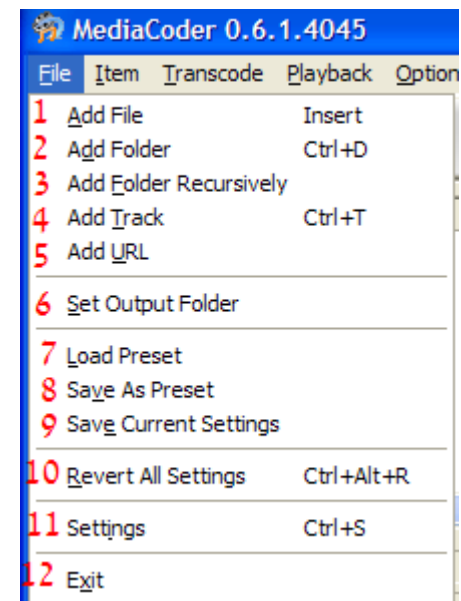 MediaCoder 0.6.1.4045
File Item Transcode Playback Option
1 Add File Insert
2 Add Folder Ctrl+D
3 Add Folder Recursively
4 Add Track Ctrl+T
5 Add URL
6 Set Output Folder
7 Load Preset
8 Save As Preset
9 Save Current Settings
10 Revert All Settings Ctrl+Alt+R
11 Settings Ctrl+S
12 Exit